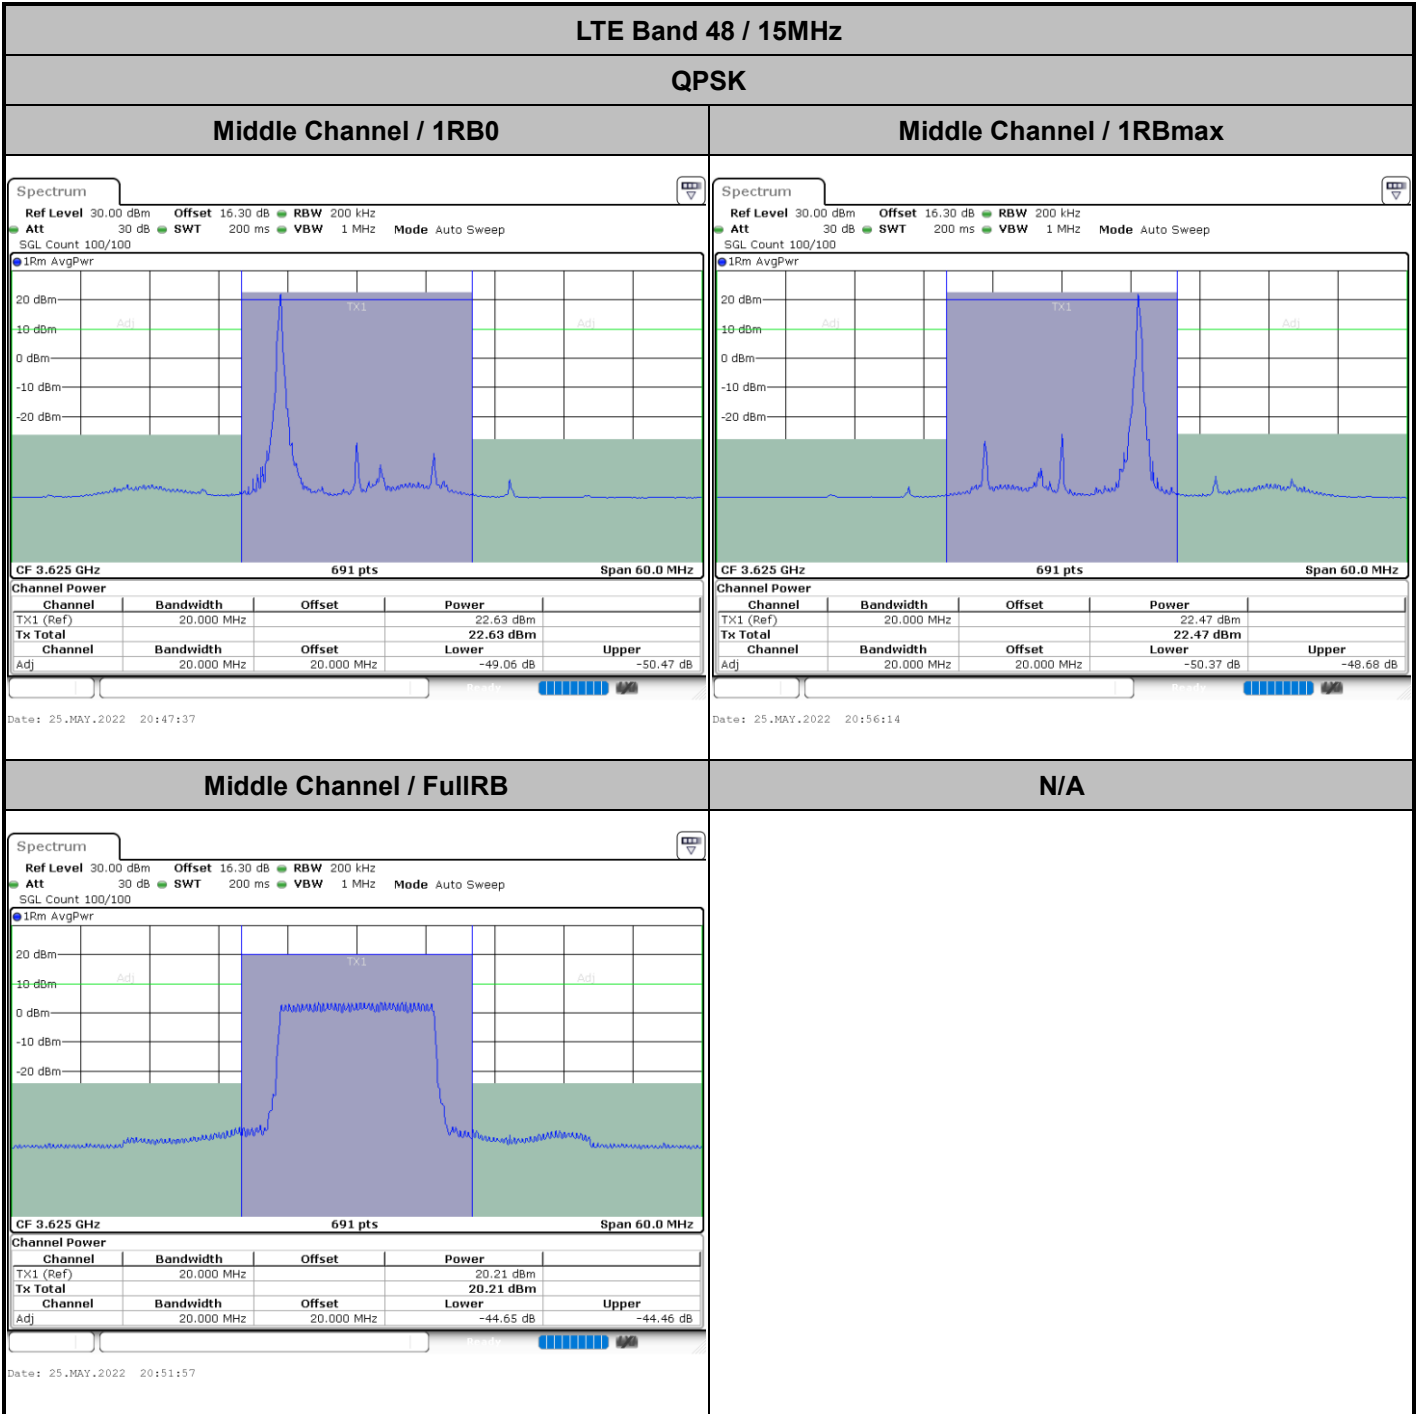 LTE Band 48 / 15MHz
QPSK
Middle Channel / 1RB0
Middle Channel / 1RBmax
Spectrum
Ref Level 30.00 dBm Offset 16.30 dB RBW 200 kHz
Att 30 dB SWT 200 ms VBW 1 MHz Mode Auto Sweep
SGL Count 100/100
1Rm AvgPwr
20 dBm
10 dBm
0 dBm
-10 dBm
-20 dBm
Adj
TX1
Adj
CF 3.625 GHz 691 pts Span 60.0 MHz
Channel Power
Channel Bandwidth Offset Power
TX1 (Ref) 20.000 MHz 22.63 dBm
Tx Total 22.63 dBm
Channel Bandwidth Offset Lower Upper
Adj 20.000 MHz 20.000 MHz -49.06 dB -50.47 dB
Ready
Date: 25.MAY.2022 20:47:37
Spectrum
Ref Level 30.00 dBm Offset 16.30 dB RBW 200 kHz
Att 30 dB SWT 200 ms VBW 1 MHz Mode Auto Sweep
SGL Count 100/100
1Rm AvgPwr
20 dBm
10 dBm
0 dBm
-10 dBm
-20 dBm
Adj
TX1
Adj
CF 3.625 GHz 691 pts Span 60.0 MHz
Channel Power
Channel Bandwidth Offset Power
TX1 (Ref) 20.000 MHz 22.47 dBm
Tx Total 22.47 dBm
Channel Bandwidth Offset Lower Upper
Adj 20.000 MHz 20.000 MHz -50.37 dB -48.68 dB
Ready
Date: 25.MAY.2022 20:56:14
Middle Channel / FullRB
N/A
Spectrum
Ref Level 30.00 dBm Offset 16.30 dB RBW 200 kHz
Att 30 dB SWT 200 ms VBW 1 MHz Mode Auto Sweep
SGL Count 100/100
1Rm AvgPwr
20 dBm
10 dBm
0 dBm
-10 dBm
-20 dBm
Adj
TX1
Adj
CF 3.625 GHz 691 pts Span 60.0 MHz
Channel Power
Channel Bandwidth Offset Power
TX1 (Ref) 20.000 MHz 20.21 dBm
Tx Total 20.21 dBm
Channel Bandwidth Offset Lower Upper
Adj 20.000 MHz 20.000 MHz -44.65 dB -44.46 dB
Ready
Date: 25.MAY.2022 20:51:57